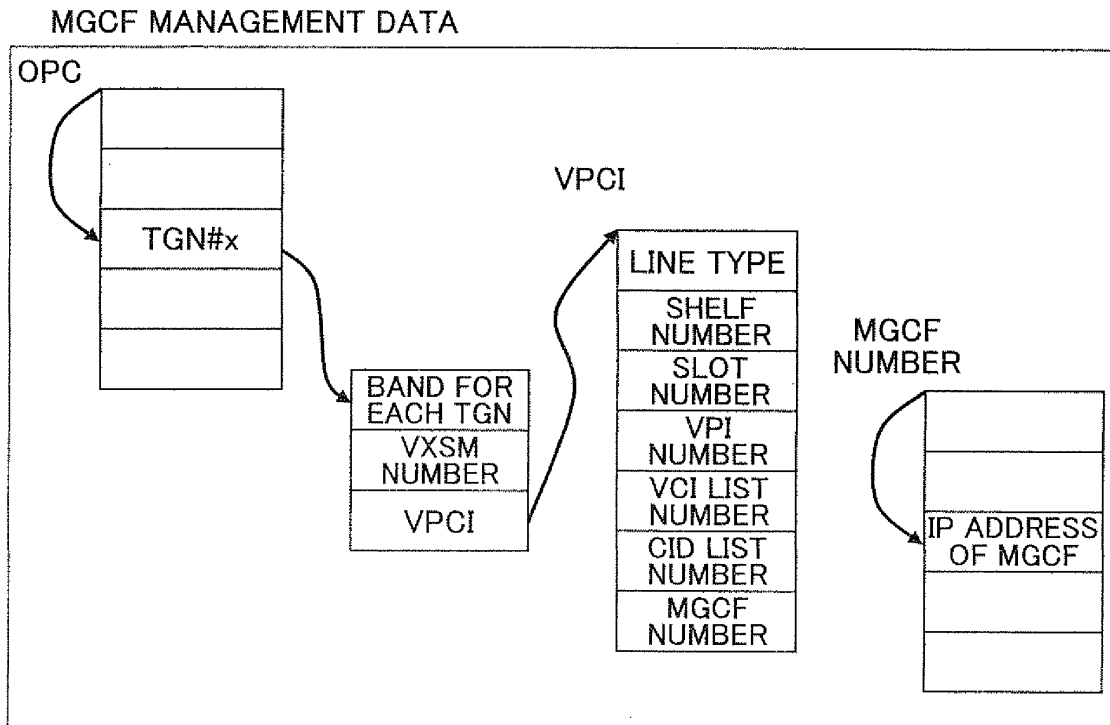 MGCF MANAGEMENT DATA
OPC
TGN#x
BAND FOR
EACH TGN
VXSM
NUMBER
VPCI
VPCI
LINE TYPE
SHELF
NUMBER
SLOT
NUMBER
VPI
NUMBER
VCI LIST
NUMBER
CID LIST
NUMBER
MGCF
NUMBER
MGCF
NUMBER
IP ADDRESS
OF MGCF